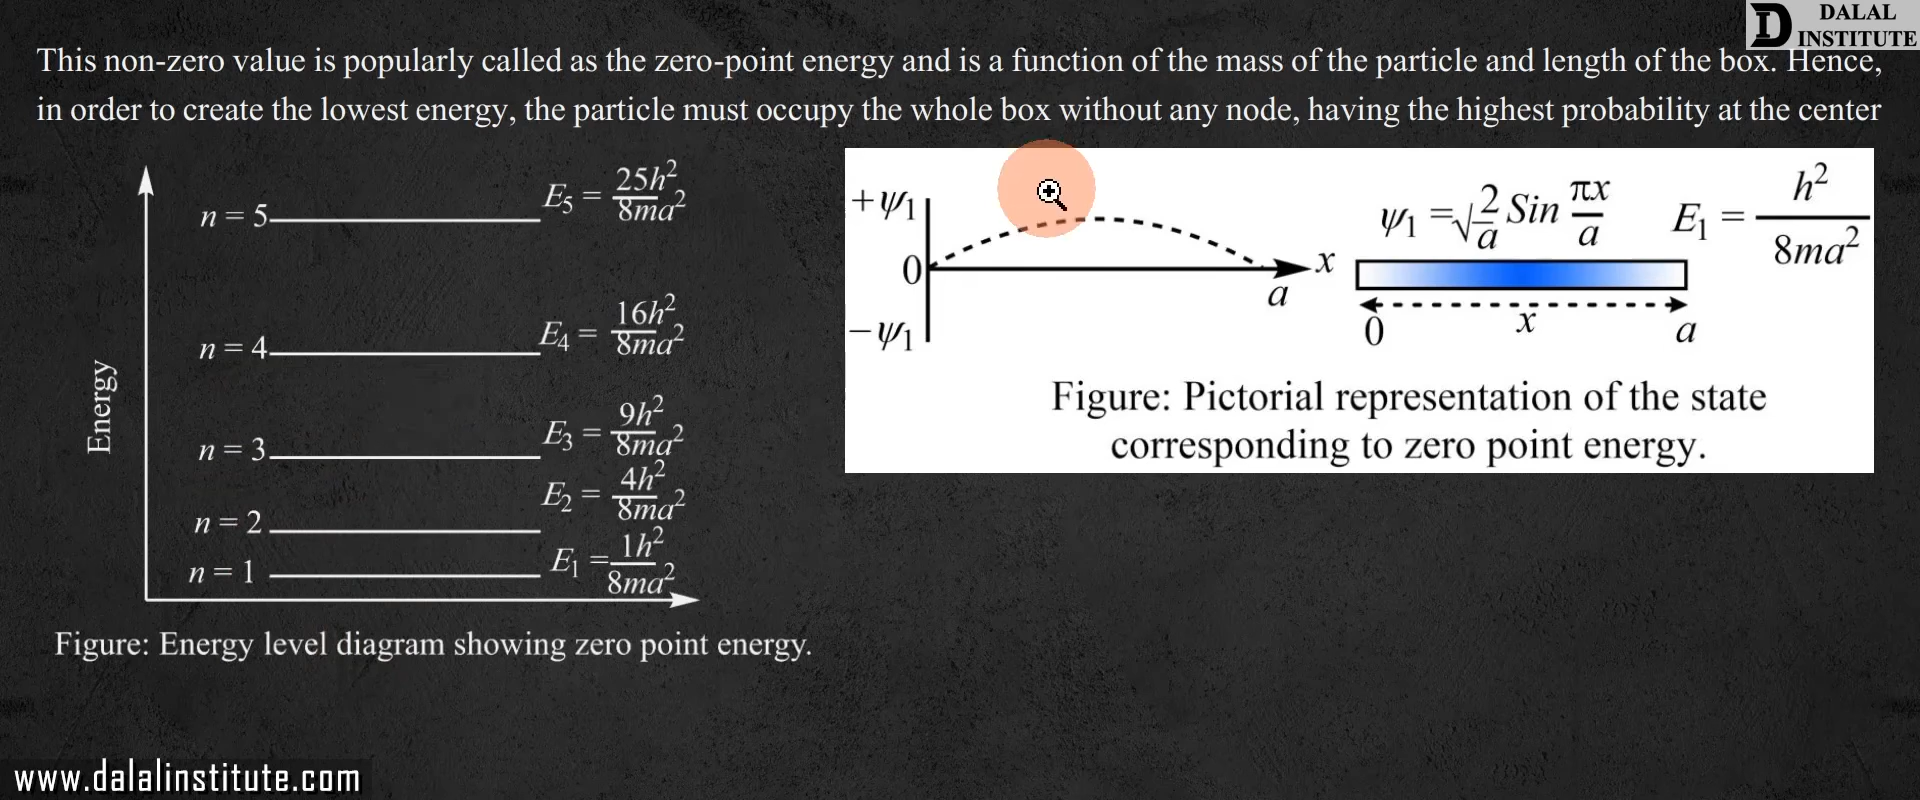 DALAL
INSTITUTE
This non-zero value is popularly called as the zero-point energy and is a function of the mass of the particle and length of the box. Hence,
in order to create the lowest energy, the particle must occupy the whole box without any node, having the highest probability at the center
Energy
n = 5 E₅ = 25h²/8ma²
n = 4 E₄ = 16h²/8ma²
n = 3 E₃ = 9h²/8ma²
n = 2 E₂ = 4h²/8ma²
n = 1 E₁ = 1h²/8ma²
Figure: Energy level diagram showing zero point energy.
+ψ₁
0
−ψ₁
x
a
ψ₁ = √2/a Sin πx/a E₁ = h²/8ma²
0 x a
Figure: Pictorial representation of the state
corresponding to zero point energy.
www.dalalinstitute.com